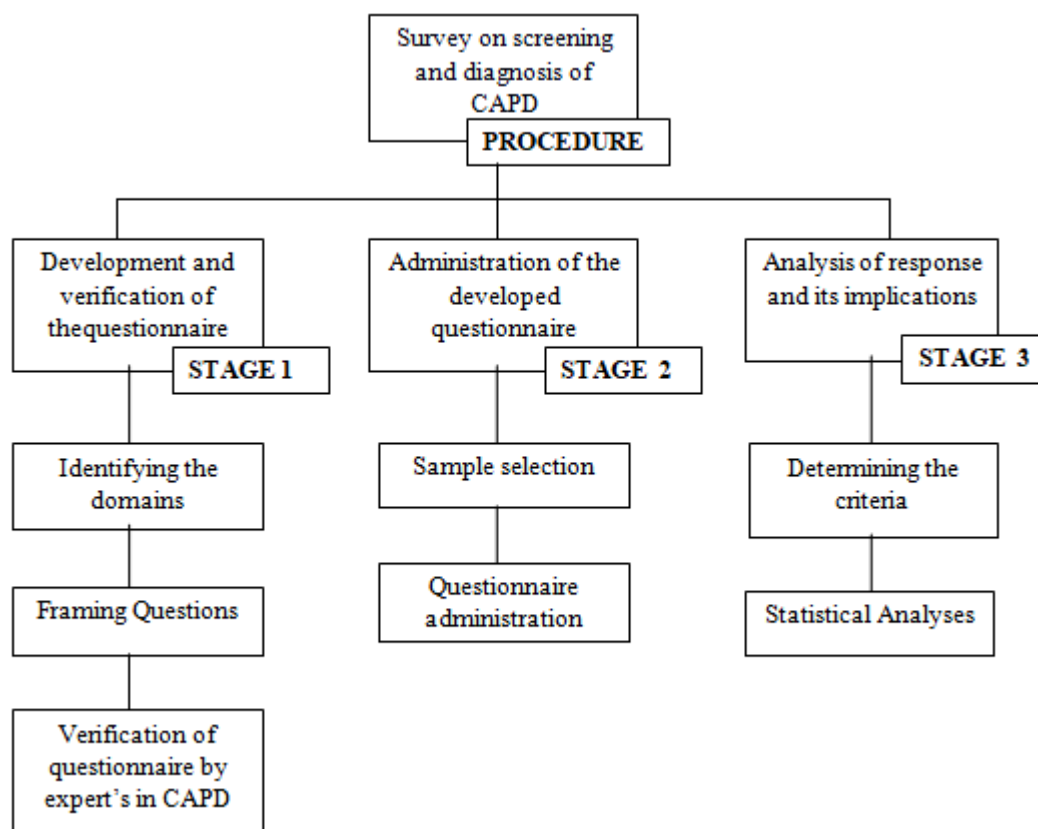 Survey on screening
and diagnosis of
CAPD
PROCEDURE
Development and
verification of
thequestionnaire
STAGE 1
Administration of the
developed
questionnaire
STAGE 2
Analysis of response
and its implications
STAGE 3
Identifying the
domains
Sample selection
Determining the
criteria
Framing Questions
Questionnaire
administration
Statistical Analyses
Verification of
questionnaire by
expert’s in CAPD